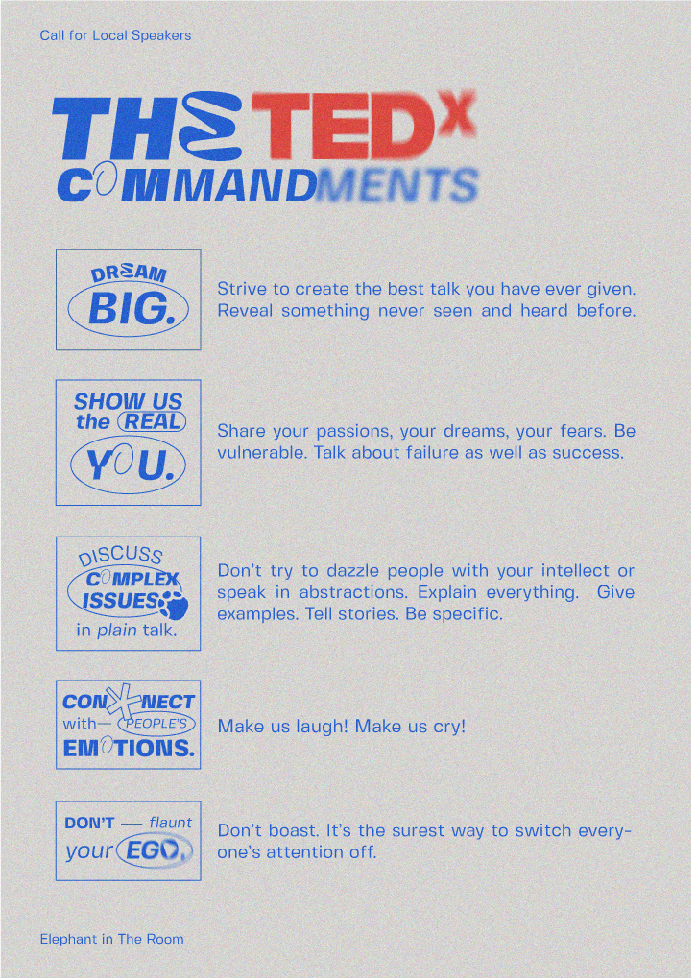 Call for Local Speakers
THE TEDx
COMMANDMENTS
DREAM
BIG.
Strive to create the best talk you have ever given.
Reveal something never seen and heard before.
SHOW US
the REAL
YOU.
Share your passions, your dreams, your fears. Be
vulnerable. Talk about failure as well as success.
DISCUSS
COMPLEX
ISSUES
in plain talk.
Don't try to dazzle people with your intellect or
speak in abstractions. Explain everything. Give
examples. Tell stories. Be specific.
CONNECT
with— PEOPLE'S
EMOTIONS.
Make us laugh! Make us cry!
DON'T — flaunt
your EGO.
Don't boast. It's the surest way to switch every-
one's attention off.
Elephant in The Room